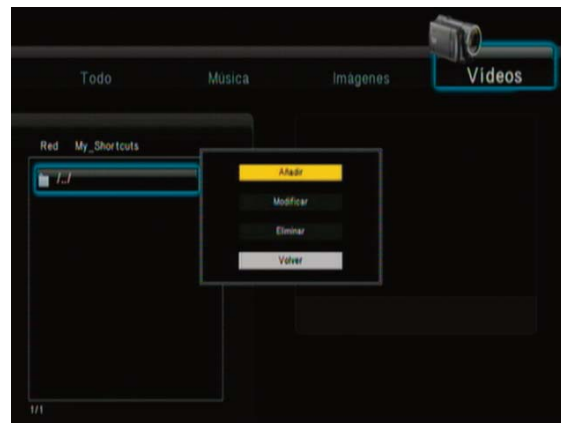 Todo Música Imágenes Vídeos
Red My_Shortcuts
/../
Añadir
Modificar
Eliminar
Volver
1/1